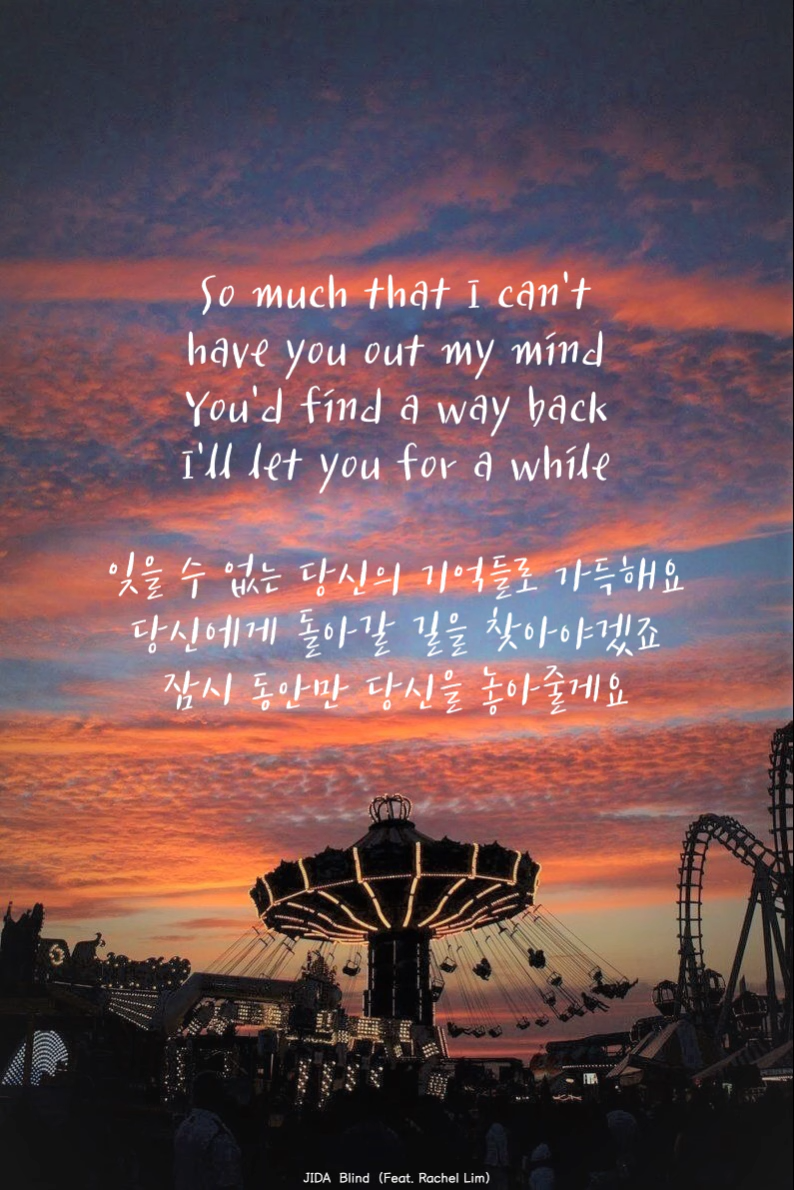 So much that I can't
have you out my mind
You'd find a way back
I'll let you for a while
잊을 수 없는 당신의 기억들로 가득해요
당신에게 돌아갈 길을 찾아야겠죠
잠시 동안만 당신을 놓아줄게요
JIDA Blind (Feat. Rachel Lim)